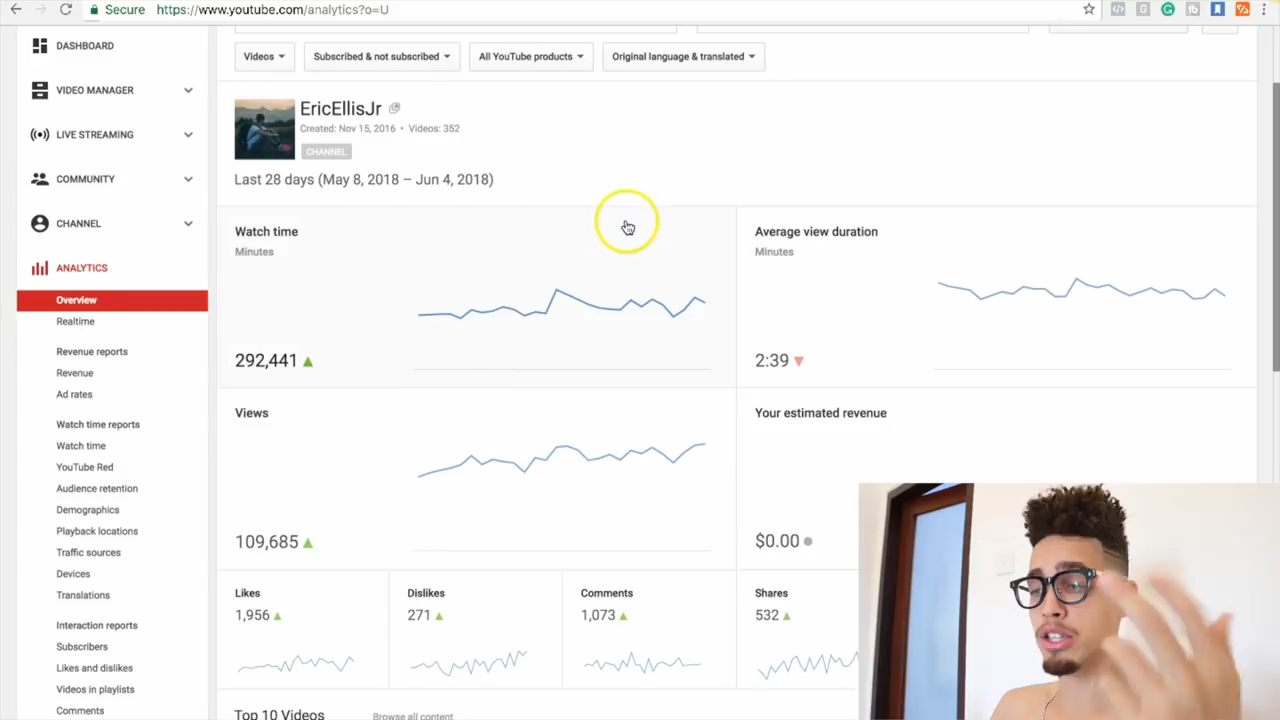 Secure https://www.youtube.com/analytics?o=U
DASHBOARD
VIDEO MANAGER
LIVE STREAMING
COMMUNITY
CHANNEL
ANALYTICS
Overview
Realtime
Revenue reports
Revenue
Ad rates
Watch time reports
Watch time
YouTube Red
Audience retention
Demographics
Playback locations
Traffic sources
Devices
Translations
Interaction reports
Subscribers
Likes and dislikes
Videos in playlists
Comments
Videos Subscribed & not subscribed All YouTube products Original language & translated
EricEllisJr
Created: Nov 15, 2016 • Videos: 352
CHANNEL
Last 28 days (May 8, 2018 – Jun 4, 2018)
Watch time
Minutes
292,441
Average view duration
Minutes
2:39
Views
109,685
Your estimated revenue
$0.00
Likes
1,956
Dislikes
271
Comments
1,073
Shares
532
Top 10 Videos Browse all content